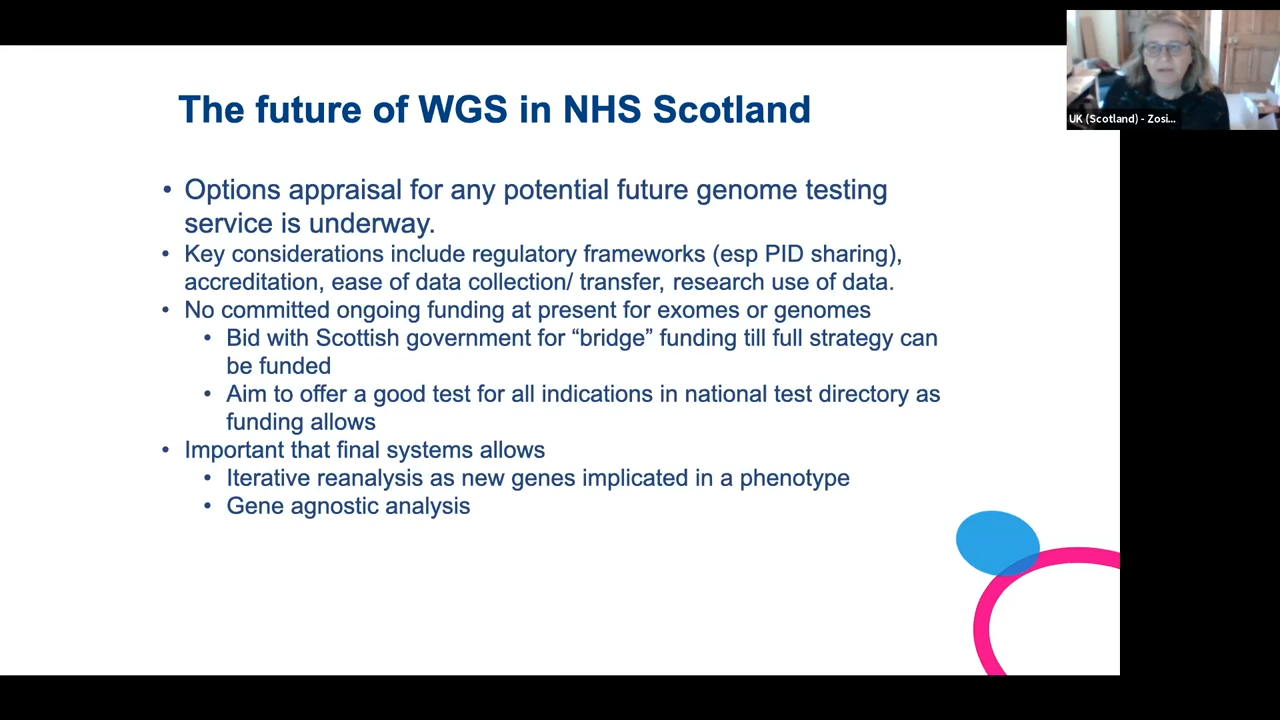 The future of WGS in NHS Scotland
• Options appraisal for any potential future genome testing
service is underway.
• Key considerations include regulatory frameworks (esp PID sharing),
accreditation, ease of data collection/ transfer, research use of data.
• No committed ongoing funding at present for exomes or genomes
• Bid with Scottish government for “bridge” funding till full strategy can
be funded
• Aim to offer a good test for all indications in national test directory as
funding allows
• Important that final systems allows
• Iterative reanalysis as new genes implicated in a phenotype
• Gene agnostic analysis
UK (Scotland) - Zosi...